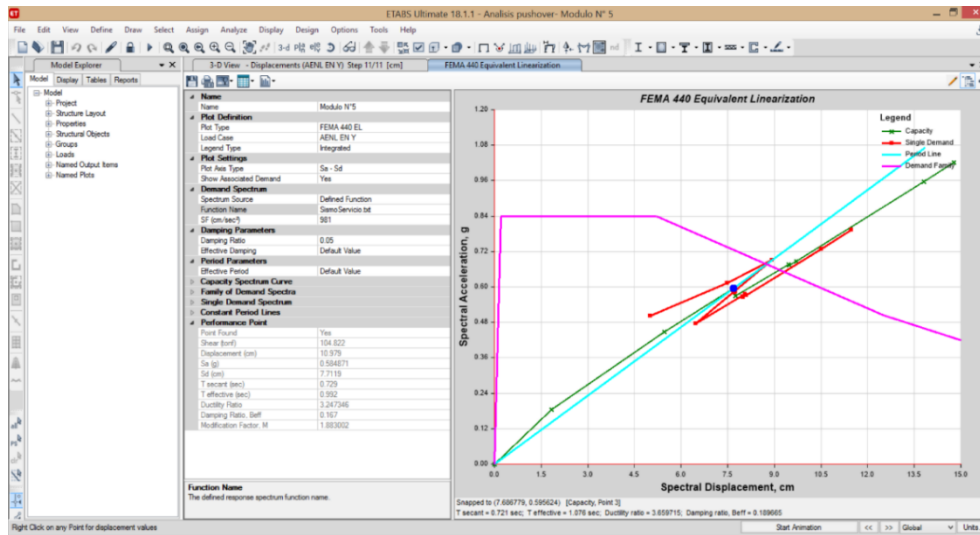 ETABS Ultimate 18.1.1 - Analisis pushover- Modulo N° 5
File Edit View Define Draw Select Assign Analyze Display Design Options Tools Help
Model Explorer
3-D View - Displacements (AENL EN Y) Step 11/11 [cm]
FEMA 440 Equivalent Linearization
Model Display Tables Reports
Model
Project
Structure Layout
Properties
Structural Objects
Groups
Loads
Named Output Items
Named Plots
Name
Name Modulo N°5
Plot Definition
Plot Type FEMA 440 EL
Load Case AENL EN Y
Legend Type Integrated
Plot Settings
Plot Axis Type Sa - Sd
Show Associated Demand Yes
Demand Spectrum
Spectrum Source Defined Function
Function Name SismoServicio.txt
SF (cm/sec²) 981
Damping Parameters
Damping Ratio 0.05
Effective Damping Default Value
Period Parameters
Effective Period Default Value
Capacity Spectrum Curve
Family of Demand Spectra
Single Demand Spectrum
Constant Period Lines
Performance Point
Point Found Yes
Shear (tonf) 104.822
Displacement (cm) 10.979
Sa (g) 0.584871
Sd (cm) 7.7119
T secant (sec) 0.729
T effective (sec) 0.992
Ductility Ratio 3.247346
Damping Ratio, Beff 0.167
Modification Factor, M 1.883002
Function Name
The defined response spectrum function name.
FEMA 440 Equivalent Linearization
Legend
Capacity
Single Demand
Period Line
Demand Family
Spectral Acceleration, g
1.20
1.08
0.96
0.84
0.72
0.60
0.48
0.36
0.24
0.12
0.00
0.0 1.5 3.0 4.5 6.0 7.5 9.0 10.5 12.0 13.5 15.0
Spectral Displacement, cm
Snapped to (7.686779, 0.595624) [Capacity, Point 3]
T secant = 0.721 sec; T effective = 1.076 sec; Ductility ratio = 3.659715; Damping ratio, Beff = 0.189665
Right Click on any Point for displacement values
Start Animation << >> Global Units